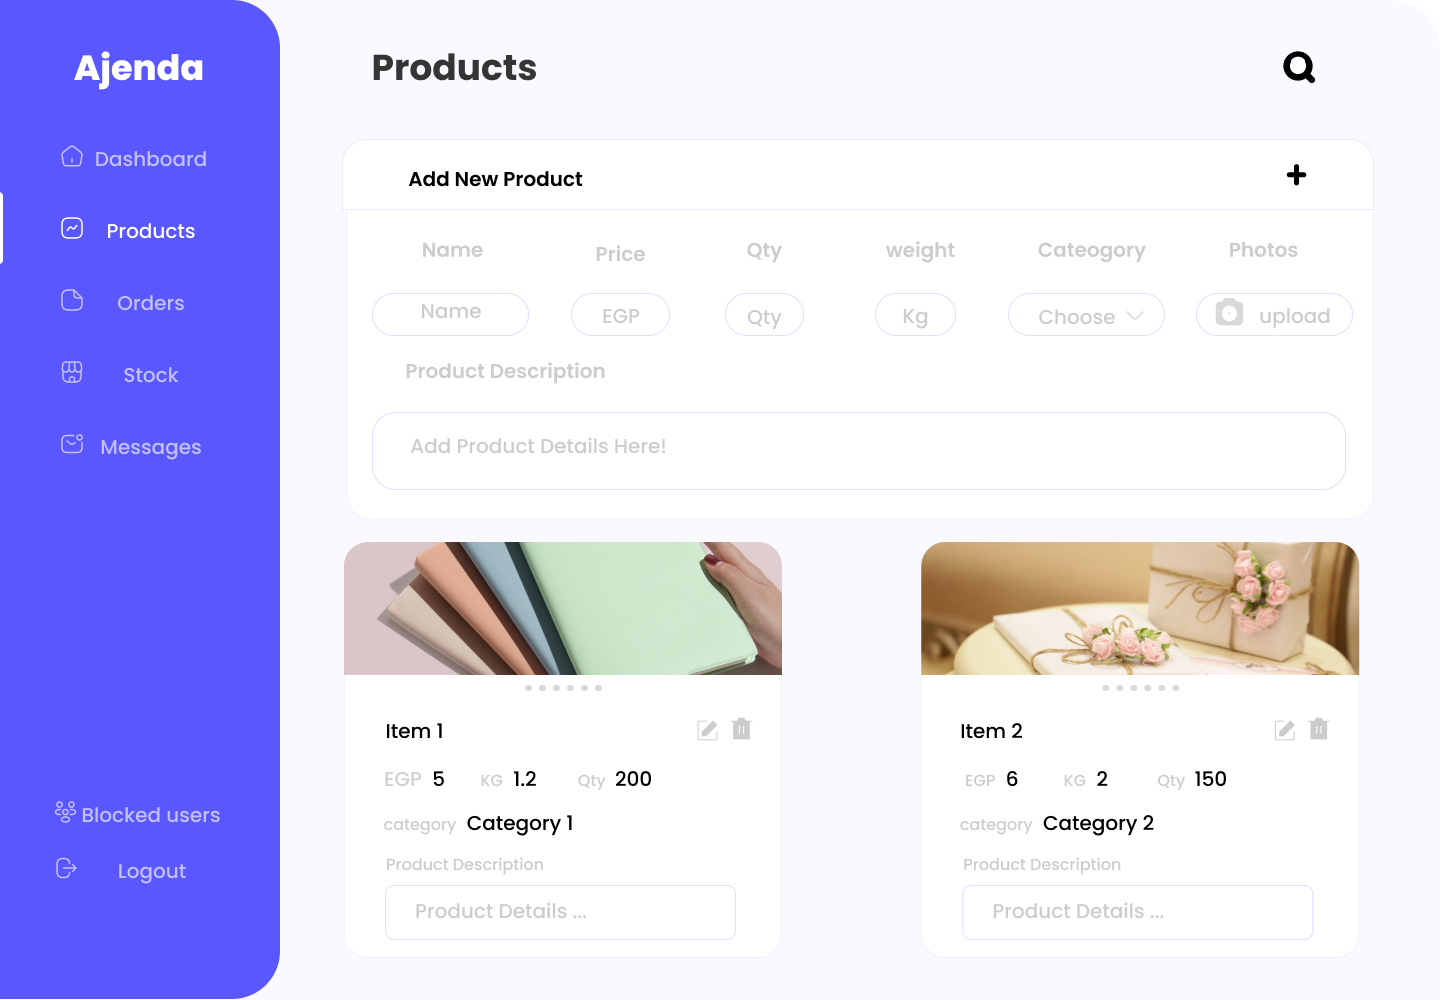 Ajenda
Dashboard
Products
Orders
Stock
Messages
Blocked users
Logout
Products
Add New Product
Name Price Qty weight Cateogory Photos
Name EGP Qty Kg Choose upload
Product Description
Add Product Details Here!
Item 1
EGP 5 KG 1.2 Qty 200
category Category 1
Product Description
Product Details ...
Item 2
EGP 6 KG 2 Qty 150
category Category 2
Product Description
Product Details ...